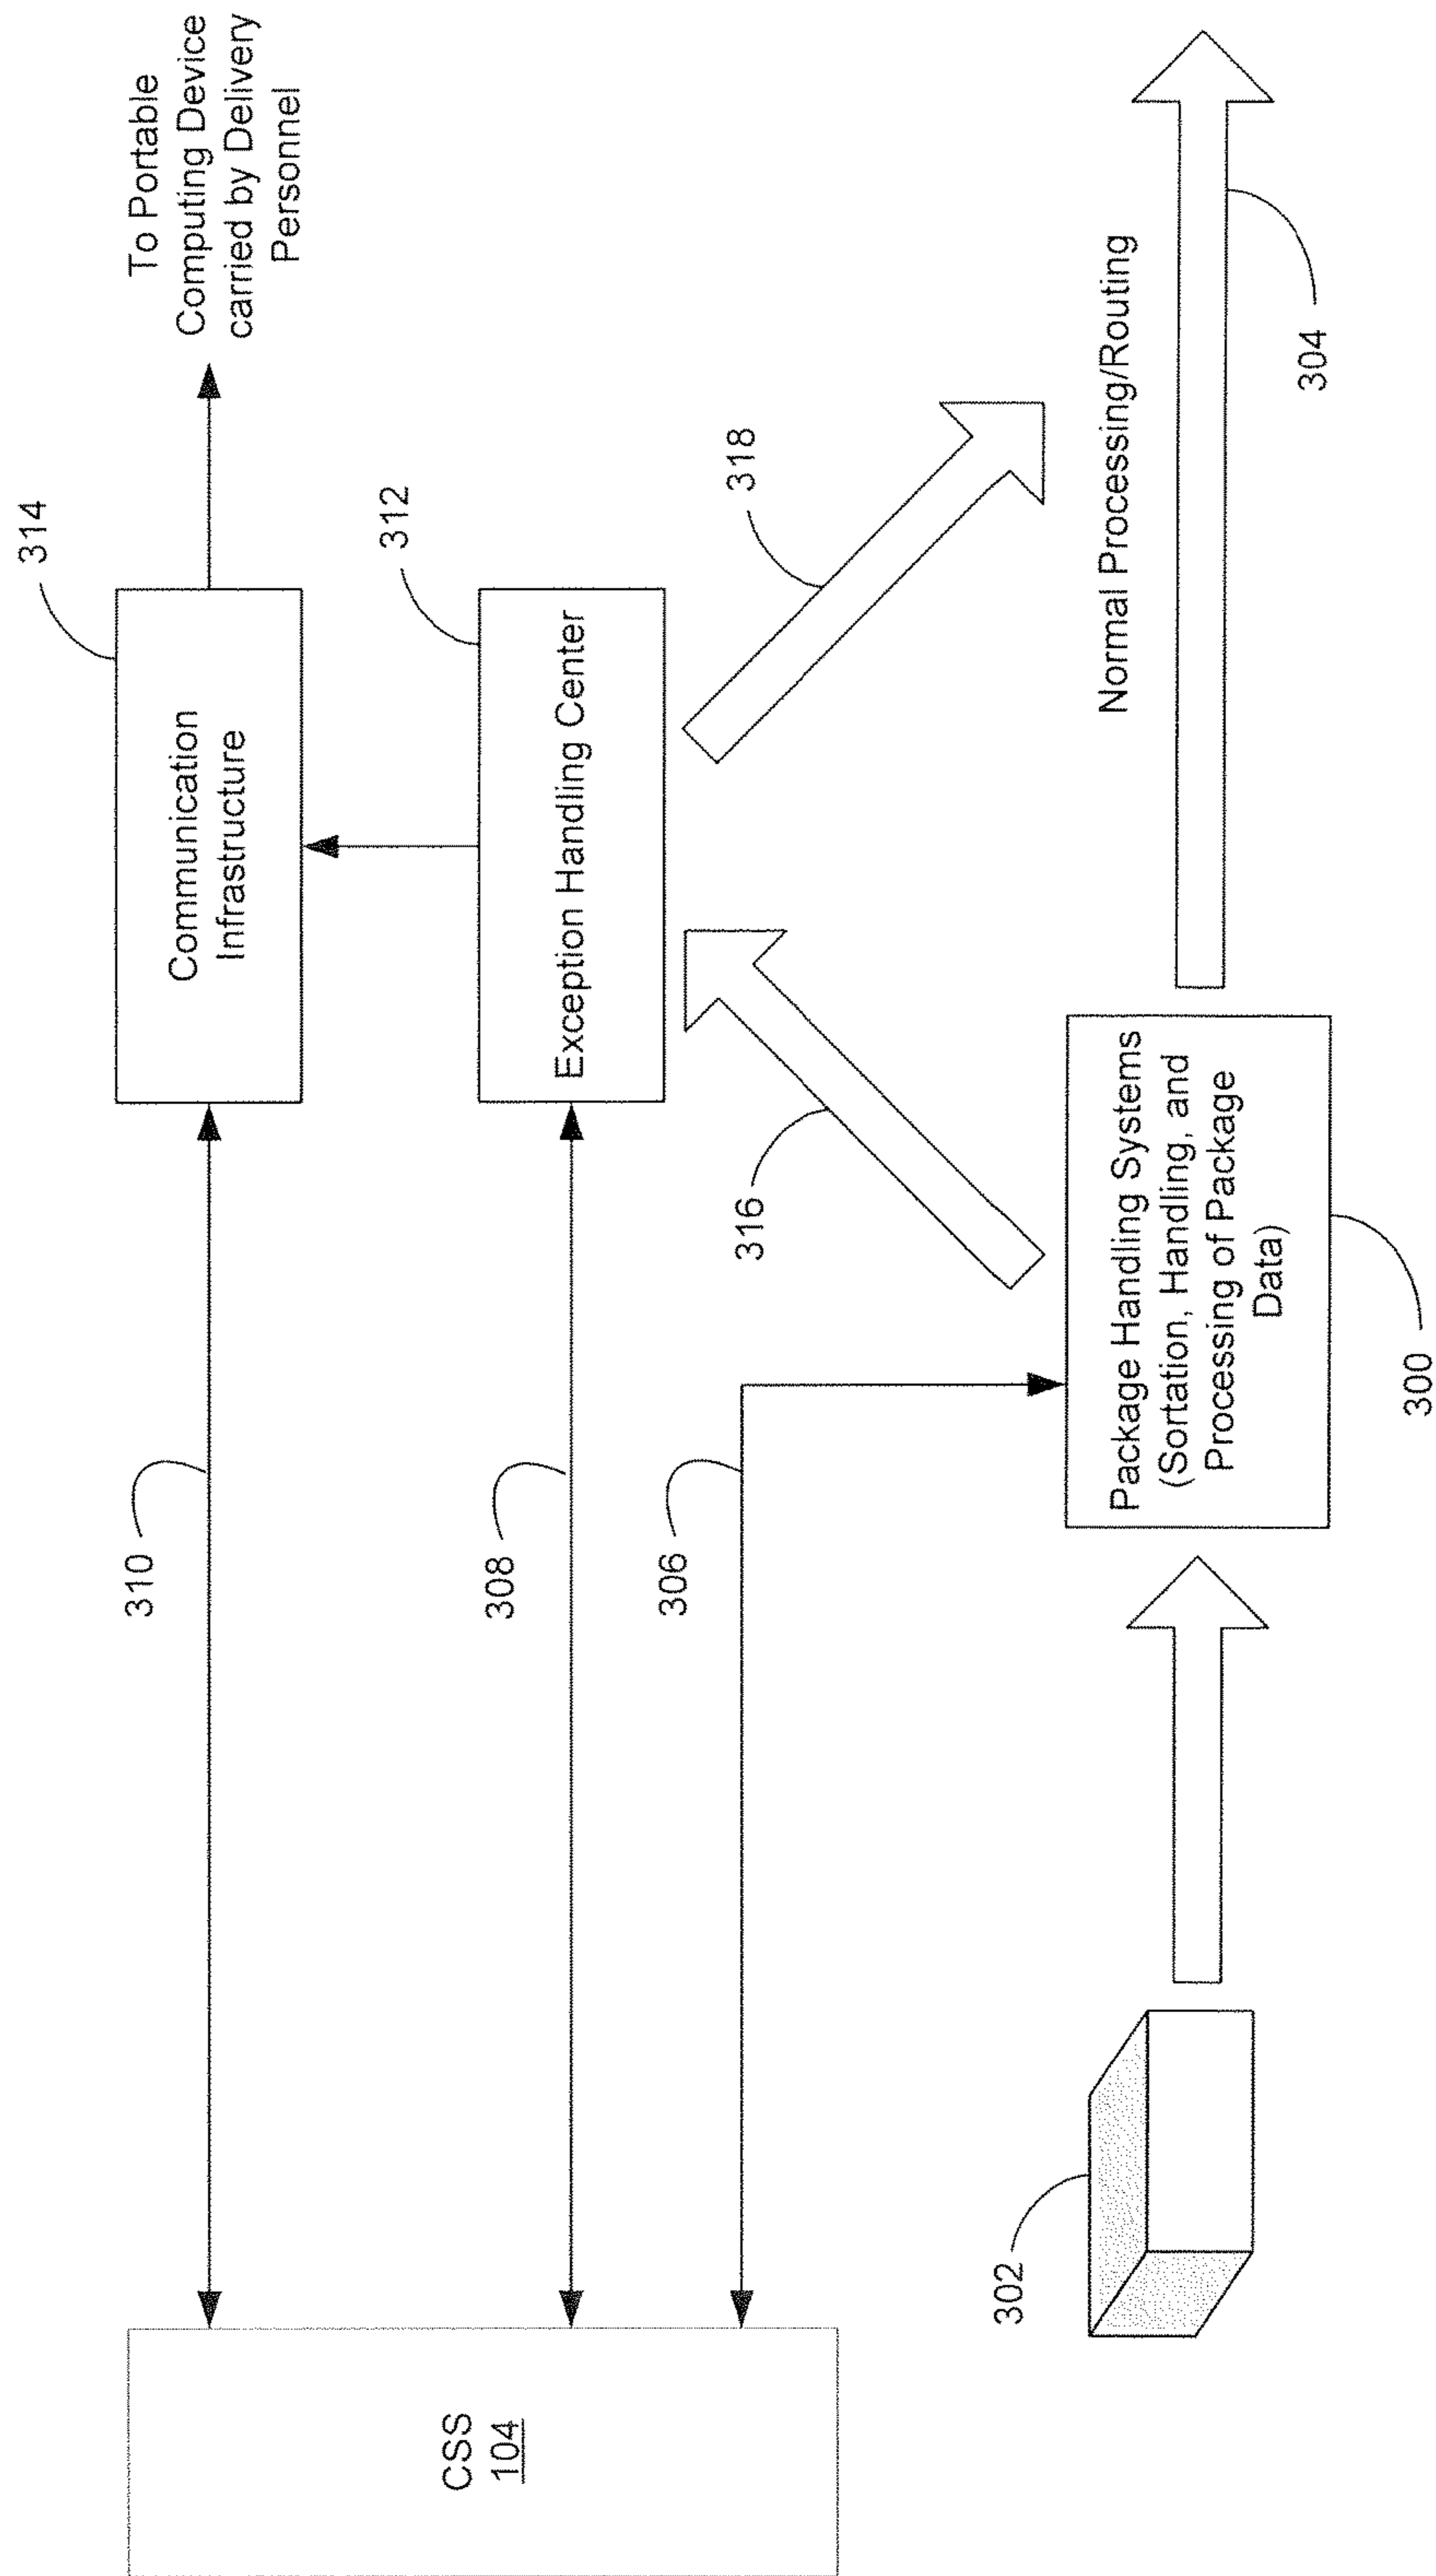 To Portable
Computing Device
carried by Delivery
Personnel
314
Communication
Infrastructure
310
312
Exception Handling Center
308
318
316
306
CSS
104
Normal Processing/Routing
304
Package Handling Systems
(Sortation, Handling, and
Processing of Package
Data)
300
302